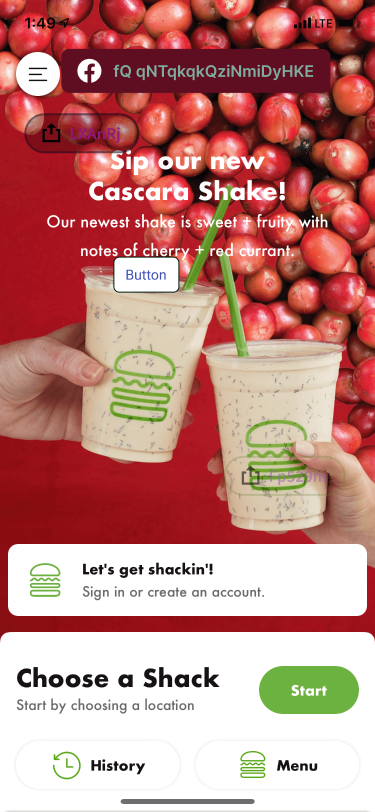 1:49
LTE
fQ qNTqkqkQziNmiDyHKE
LXAnRj
Sip our new
Cascara Shake!
Our newest shake is sweet + fruity with
notes of cherry + red currant.
Button
Let's get shackin'!
Sign in or create an account.
Choose a Shack
Start by choosing a location
Start
History
Menu